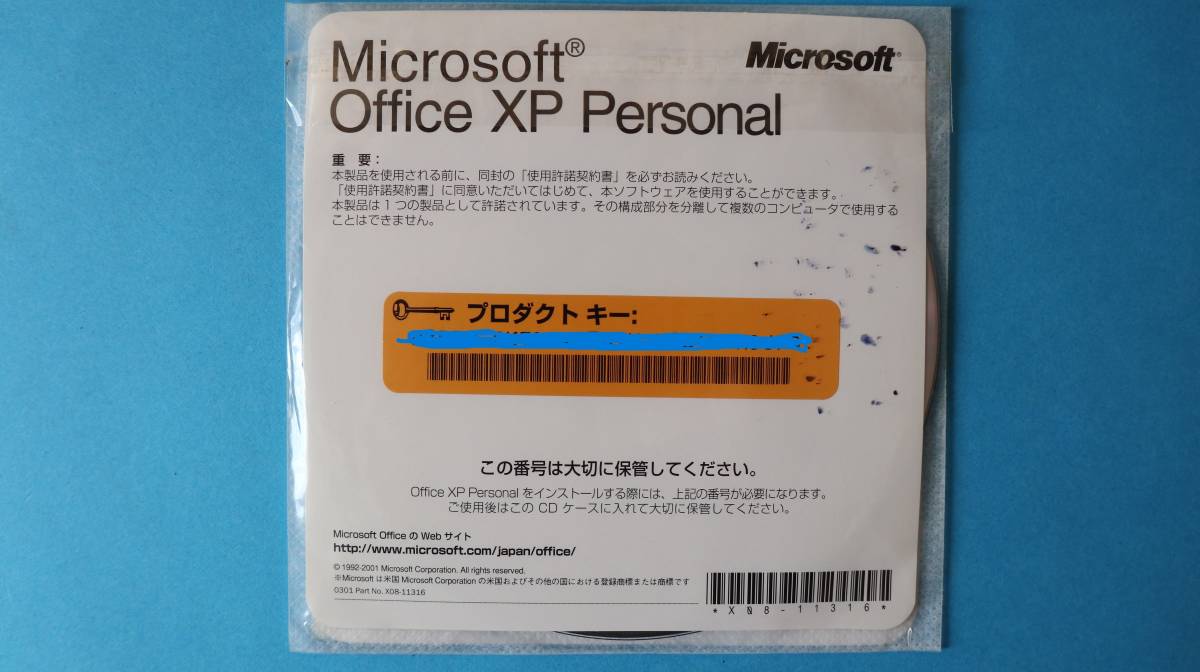 Microsoft®
Microsoft®
Office XP Personal
重 要：
本製品を使用される前に、同封の「使用許諾契約書」を必ずお読みください。
「使用許諾契約書」に同意いただいてはじめて、本ソフトウェアを使用することができます。
本製品は1つの製品として許諾されています。その構成部分を分離して複数のコンピュータで使用する
ことはできません。
プロダクト キー:
この番号は大切に保管してください。
Office XP Personal をインストールする際には、上記の番号が必要になります。
ご使用後はこの CD ケースに入れて大切に保管してください。
Microsoft Office の Web サイト
http://www.microsoft.com/japan/office/
© 1992-2001 Microsoft Corporation. All rights reserved.
※Microsoft は米国 Microsoft Corporation の米国およびその他の国における登録商標または商標です
0301 Part No. X08-11316
*X08-11316*